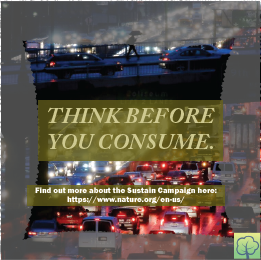 THINK BEFORE
YOU CONSUME.
Find out more about the Sustain Campaign here:
https://www.nature.org/en-us/